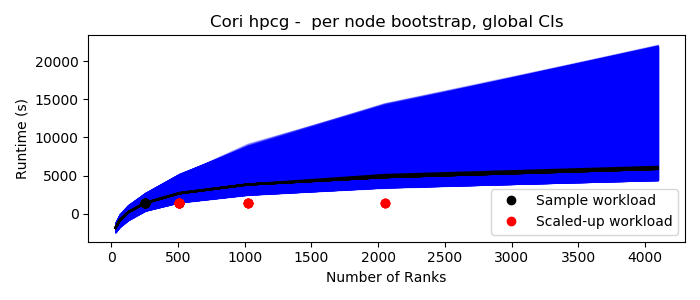 Cori hpcg -  per node bootstrap, global CIs
Runtime (s)
20000
15000
10000
5000
0
Sample workload
Scaled-up workload
0 500 1000 1500 2000 2500 3000 3500 4000
Number of Ranks